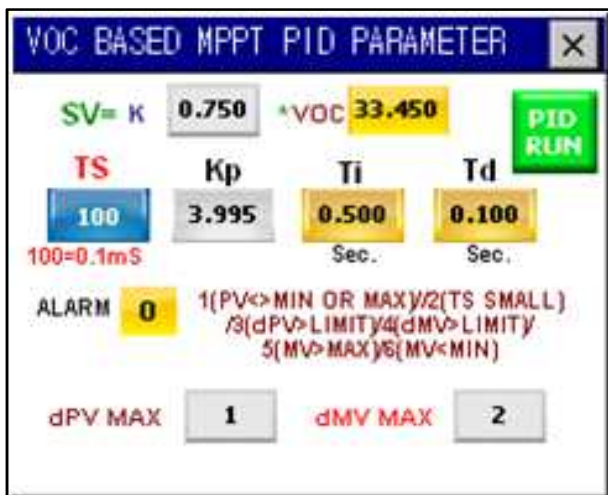 VOC BASED MPPT PID PARAMETER X
SV= K 0.750 *VOC 33.450 PID RUN
TS Kp Ti Td
100 3.995 0.500 0.100
100=0.1mS Sec. Sec.
ALARM 0 1(PV<>MIN OR MAX)//2(TS SMALL)
/3(dPV>LIMIT)/4(dMV>LIMIT)/
5(MV>MAX)/6(MV<MIN)
dPV MAX 1 dMV MAX 2